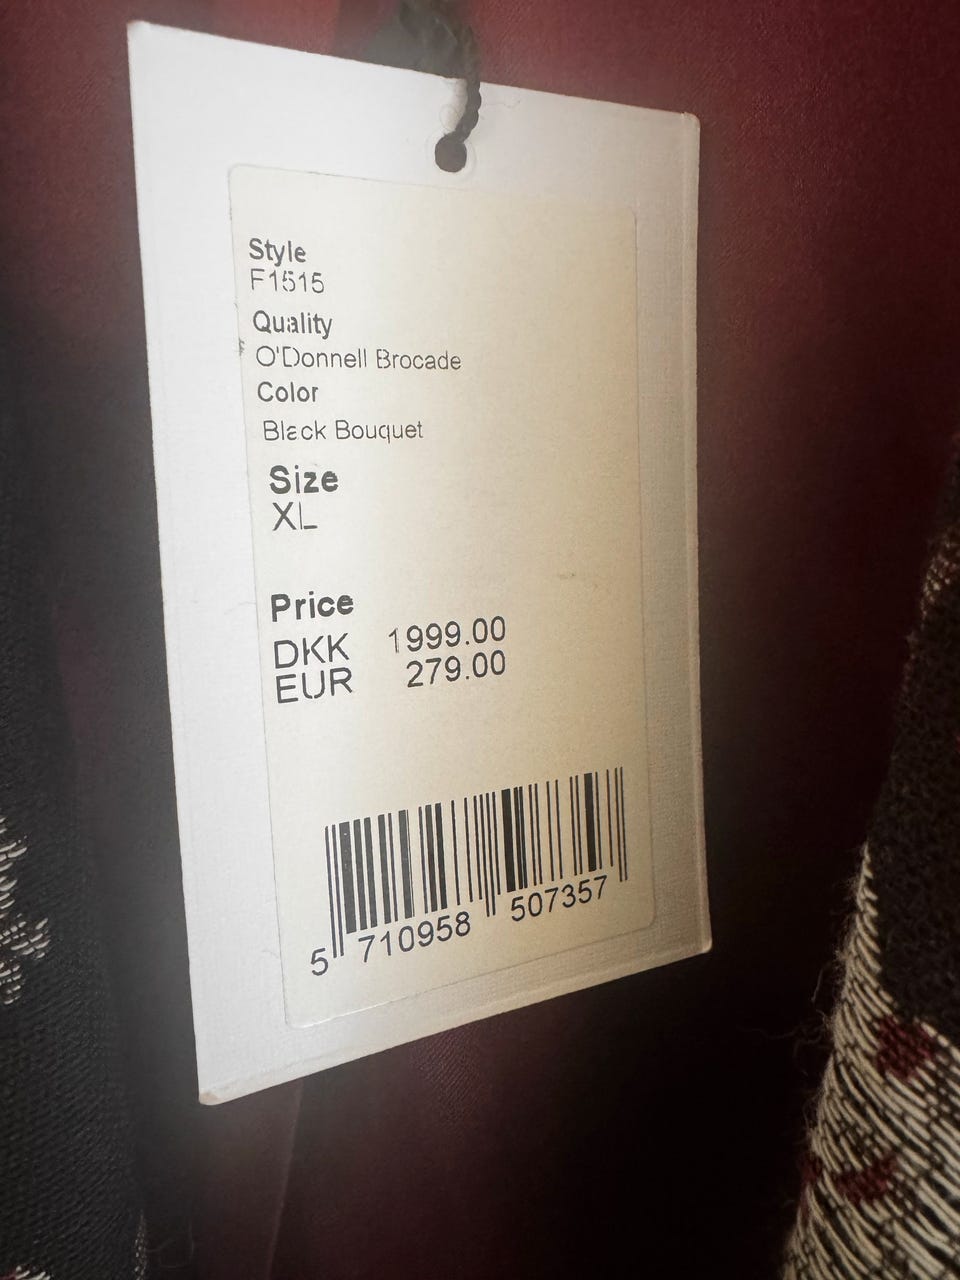 Style
F1515
Quality
O'Donnell Brocade
Color
Black Bouquet
Size
XL
Price
DKK 1999.00
EUR 279.00
5 710958 507357